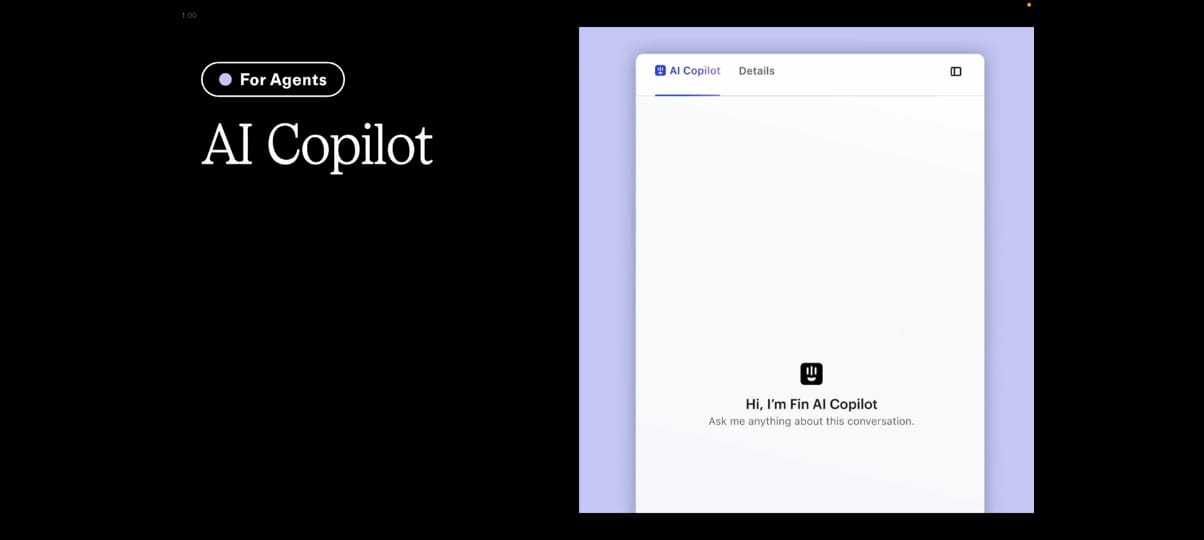 1:00
For Agents
AI Copilot
AI Copilot
Details
Hi, I'm Fin AI Copilot
Ask me anything about this conversation.